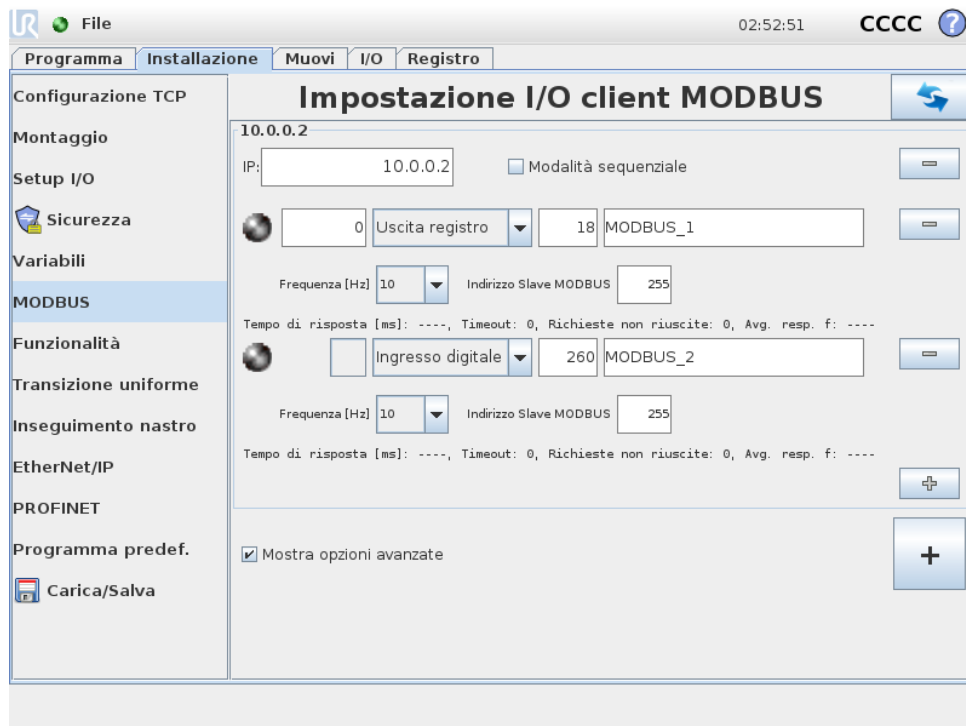 UR File 02:52:51 CCCC ?
Programma Installazione Muovi I/O Registro
Configurazione TCP
Montaggio
Setup I/O
Sicurezza
Variabili
MODBUS
Funzionalità
Transizione uniforme
Inseguimento nastro
EtherNet/IP
PROFINET
Programma predef.
Carica/Salva
Impostazione I/O client MODBUS
10.0.0.2
IP: 10.0.0.2 Modalità sequenziale
0 Uscita registro 18 MODBUS_1
Frequenza [Hz] 10 Indirizzo Slave MODBUS 255
Tempo di risposta [ms]: ----, Timeout: 0, Richieste non riuscite: 0, Avg. resp. f: ----
Ingresso digitale 260 MODBUS_2
Frequenza [Hz] 10 Indirizzo Slave MODBUS 255
Tempo di risposta [ms]: ----, Timeout: 0, Richieste non riuscite: 0, Avg. resp. f: ----
Mostra opzioni avanzate